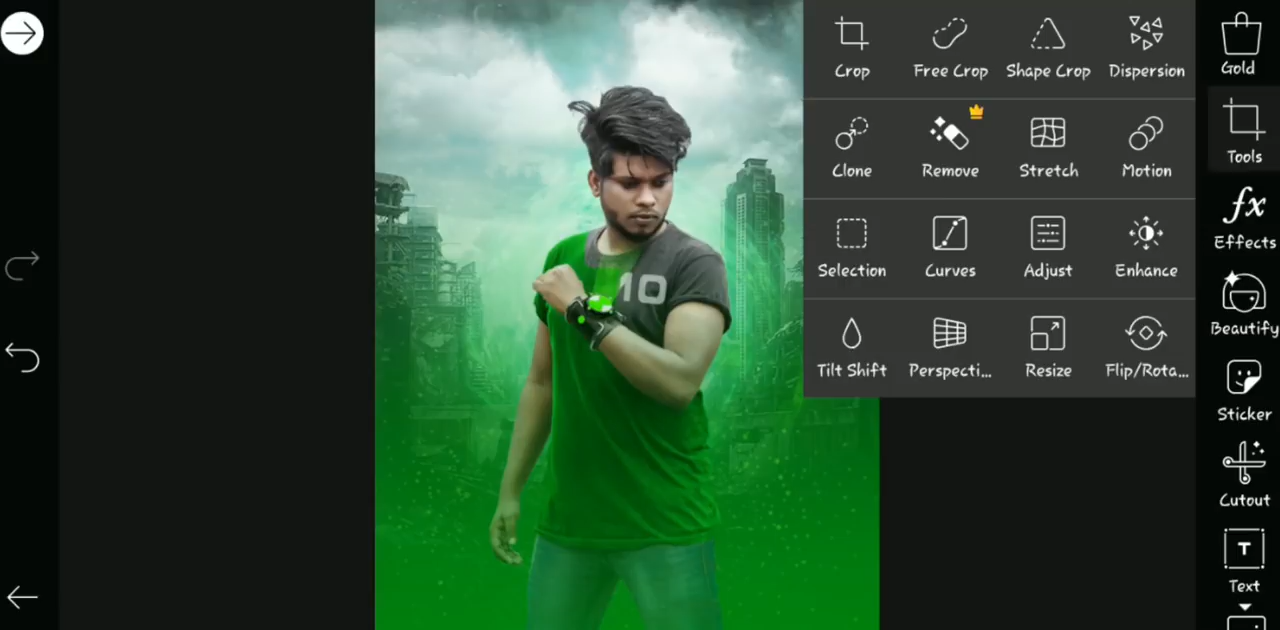 Crop Free Crop Shape Crop Dispersion
Clone Remove Stretch Motion
Selection Curves Adjust Enhance
Tilt Shift Perspecti... Resize Flip/Rota...
Gold
Tools
fx
Effects
Beautify
Sticker
Cutout
T
Text
10